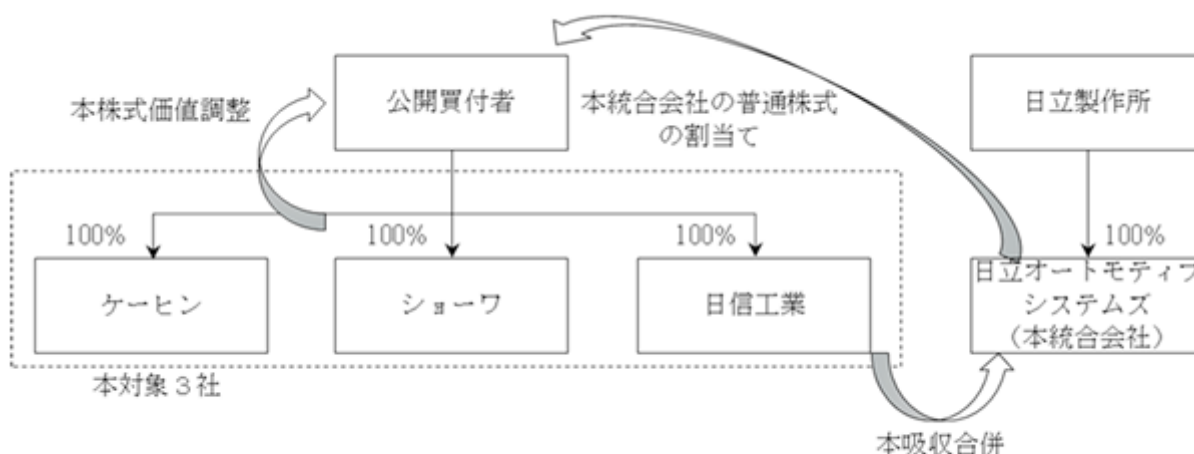 公開買付者
日立製作所
本株式価値調整
本統合会社の普通株式
の割当て
100%
100%
100%
100%
ケーヒン
ショーワ
日信工業
日立オートモティブ
システムズ
（本統合会社）
本対象３社
本吸収合併